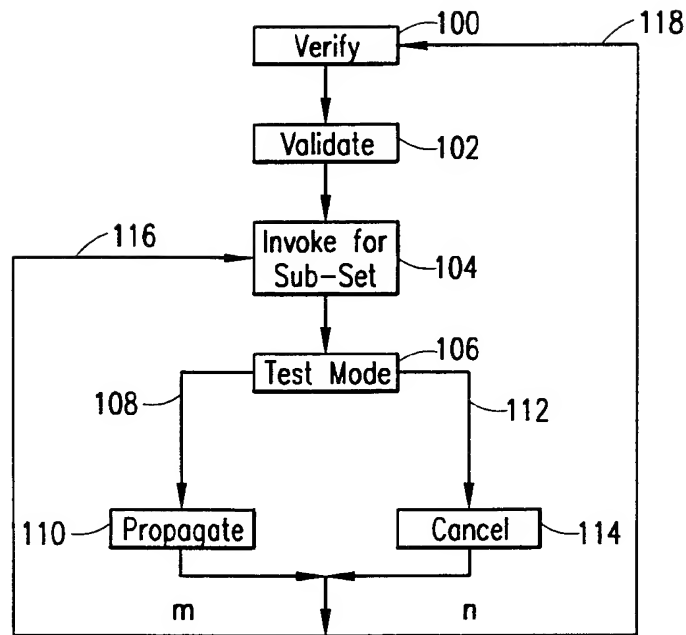 100
118
Verify
Validate
102
116
Invoke for
Sub-Set
104
106
Test Mode
108
112
110
Propagate
Cancel
114
m
n